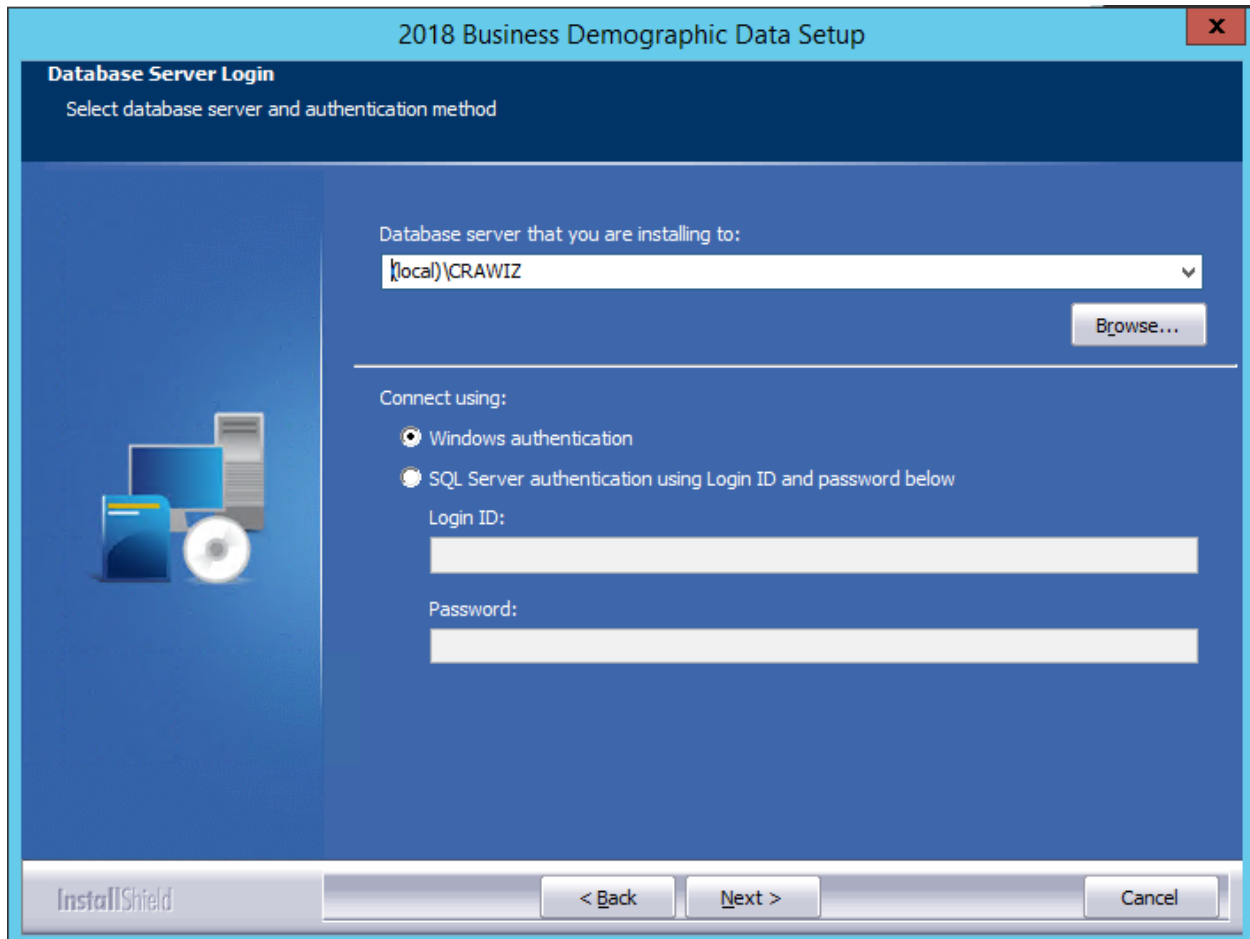 2018 Business Demographic Data Setup
x
Database Server Login
Select database server and authentication method
Database server that you are installing to:
(local)\CRAWIZ
Browse...
Connect using:
Windows authentication
SQL Server authentication using Login ID and password below
Login ID:
Password:
InstallShield
< Back
Next >
Cancel